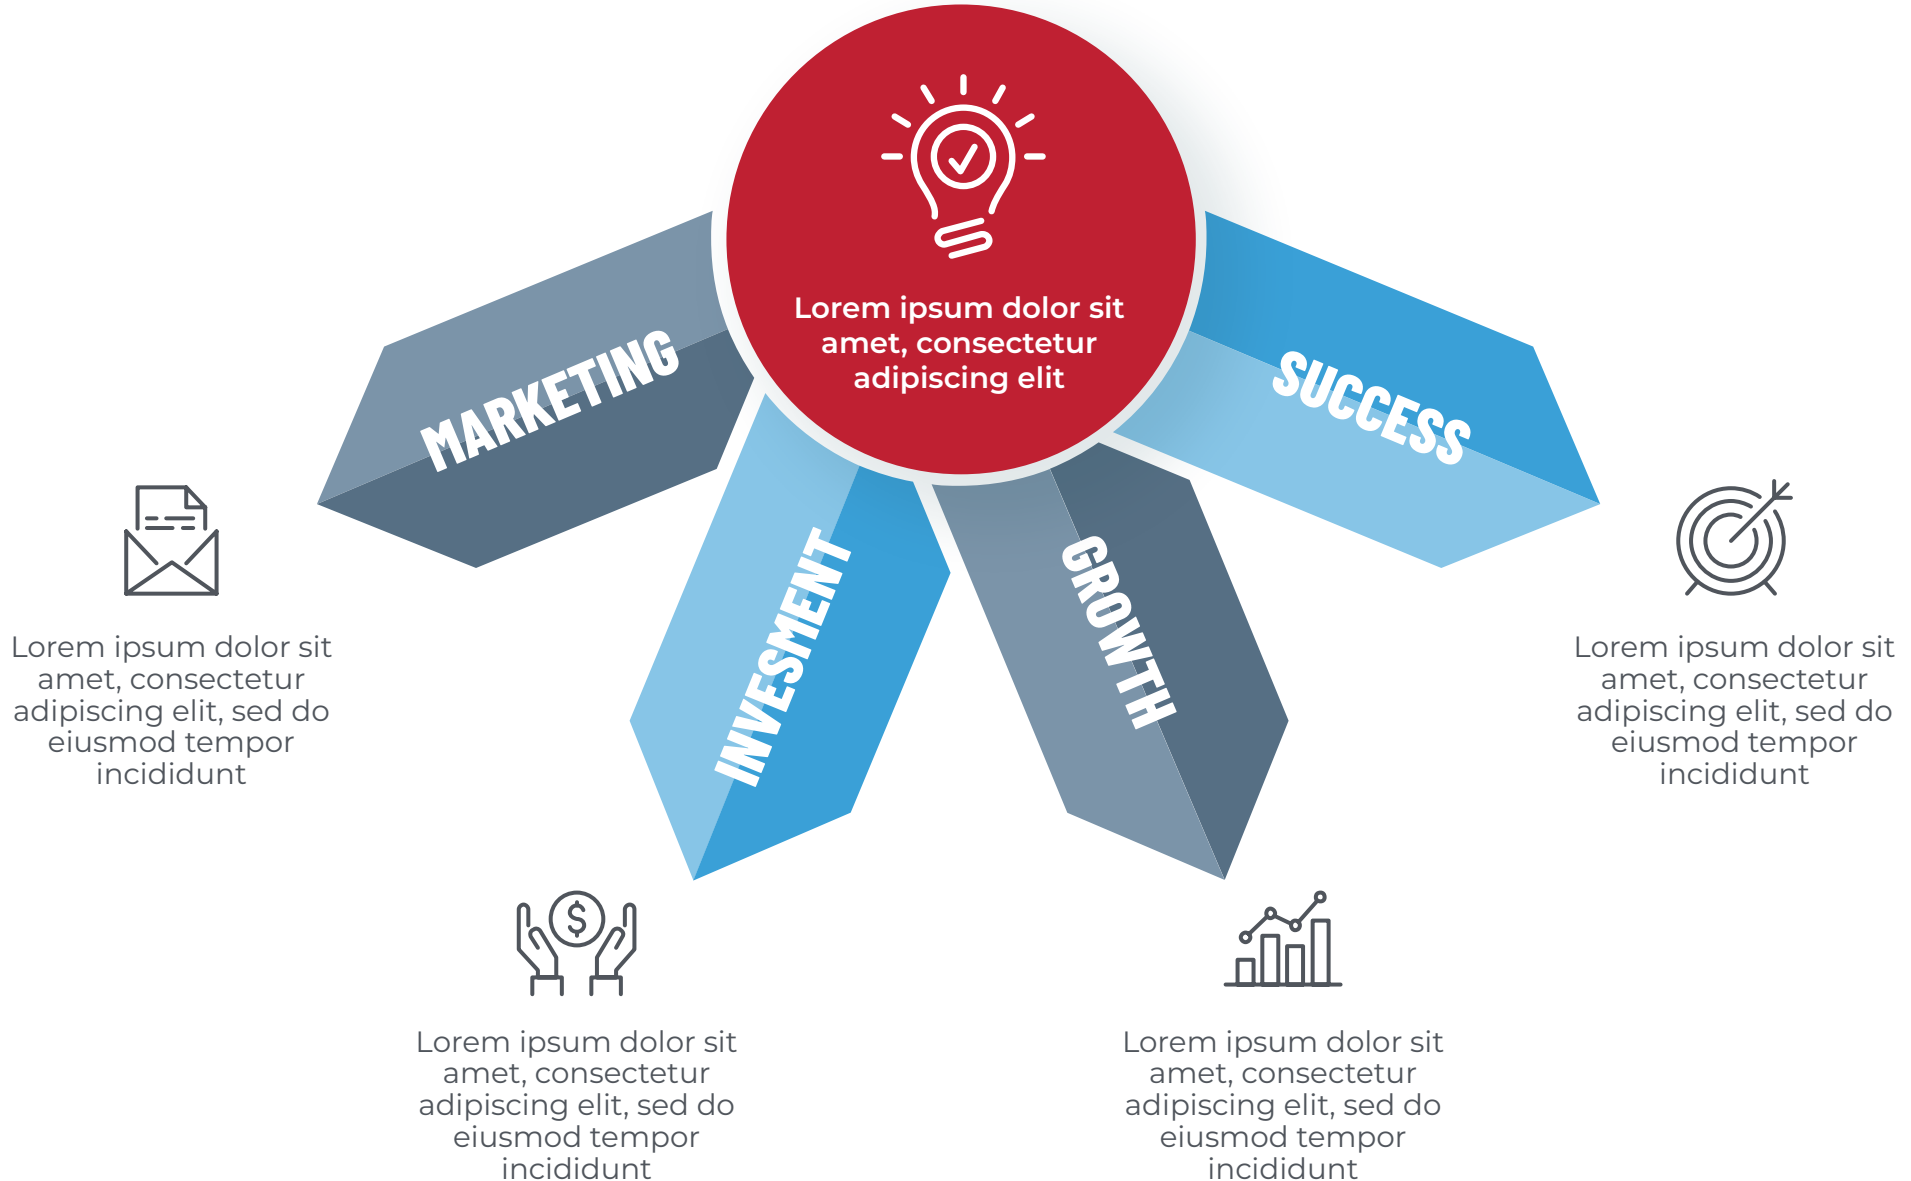 Lorem ipsum dolor sit
amet, consectetur
adipiscing elit
MARKETING
INVESMENT
GROWTH
SUCCESS
Lorem ipsum dolor sit
amet, consectetur
adipiscing elit, sed do
eiusmod tempor
incididunt
$
Lorem ipsum dolor sit
amet, consectetur
adipiscing elit, sed do
eiusmod tempor
incididunt
Lorem ipsum dolor sit
amet, consectetur
adipiscing elit, sed do
eiusmod tempor
incididunt
Lorem ipsum dolor sit
amet, consectetur
adipiscing elit, sed do
eiusmod tempor
incididunt